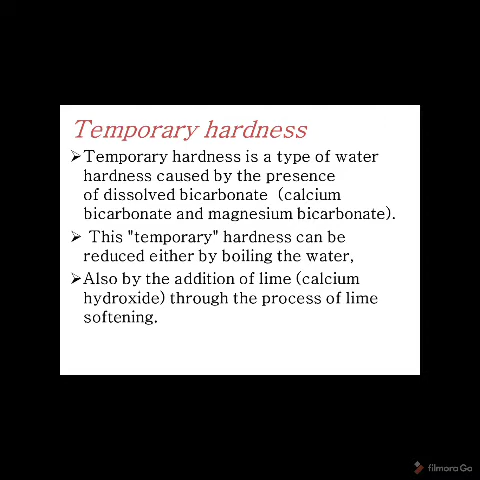 Temporary hardness
➢Temporary hardness is a type of water
hardness caused by the presence
of dissolved bicarbonate (calcium
bicarbonate and magnesium bicarbonate).
➢ This "temporary" hardness can be
reduced either by boiling the water,
➢Also by the addition of lime (calcium
hydroxide) through the process of lime
softening.
filmora Go